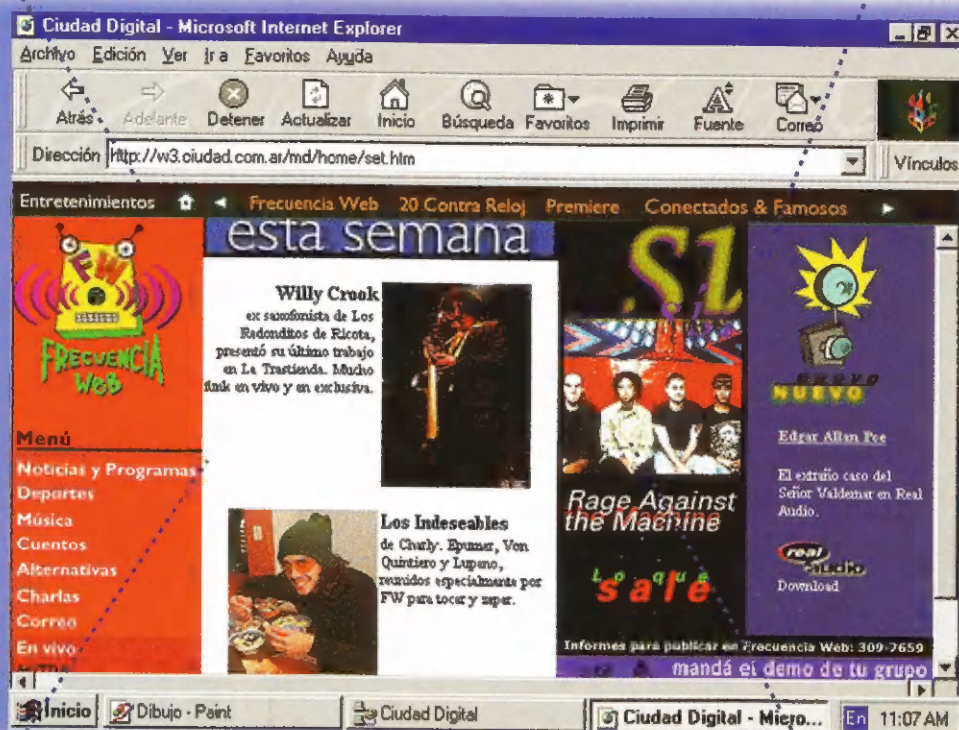 Ciudad Digital - Microsoft Internet Explorer
Archivo Edición Ver Ir a Favoritos Ayuda
Atrás Adelante Detener Actualizar Inicio Búsqueda Favoritos Imprimir Fuente Correo
Dirección http://w3.ciudad.com.ar/md/home/set.htm Vínculos
Entretenimientos Frecuencia Web 20 Contra Reloj Premiere Conectados & Famosos
FW
FRECUENCIA
WEB
Menú
Noticias y Programas
Deportes
Música
Cuentos
Alternativas
Charlas
Correo
En vivo
esta semana
Willy Crook
ex saxofonista de Los
Redonditos de Ricota,
presentó su último trabajo
en La Trastienda. Mucho
funk en vivo y en exclusiva.
Los Indeseables
de Charly. Epumer, Von
Quintiero y Lupano,
reunidos especialmente por
FW para tocar y zapar.
Rage Against
the Machine
Lo que
sale
NUEVO
Edgar Allan Poe
El extraño caso del
Señor Valdemar en Real
Audio.
real
audio
Download
Informes para publicar en Frecuencia Web: 309-7659
mandá el demo de tu grupo
Inicio Dibujo - Paint Ciudad Digital Ciudad Digital - Micro... En 11:07 AM